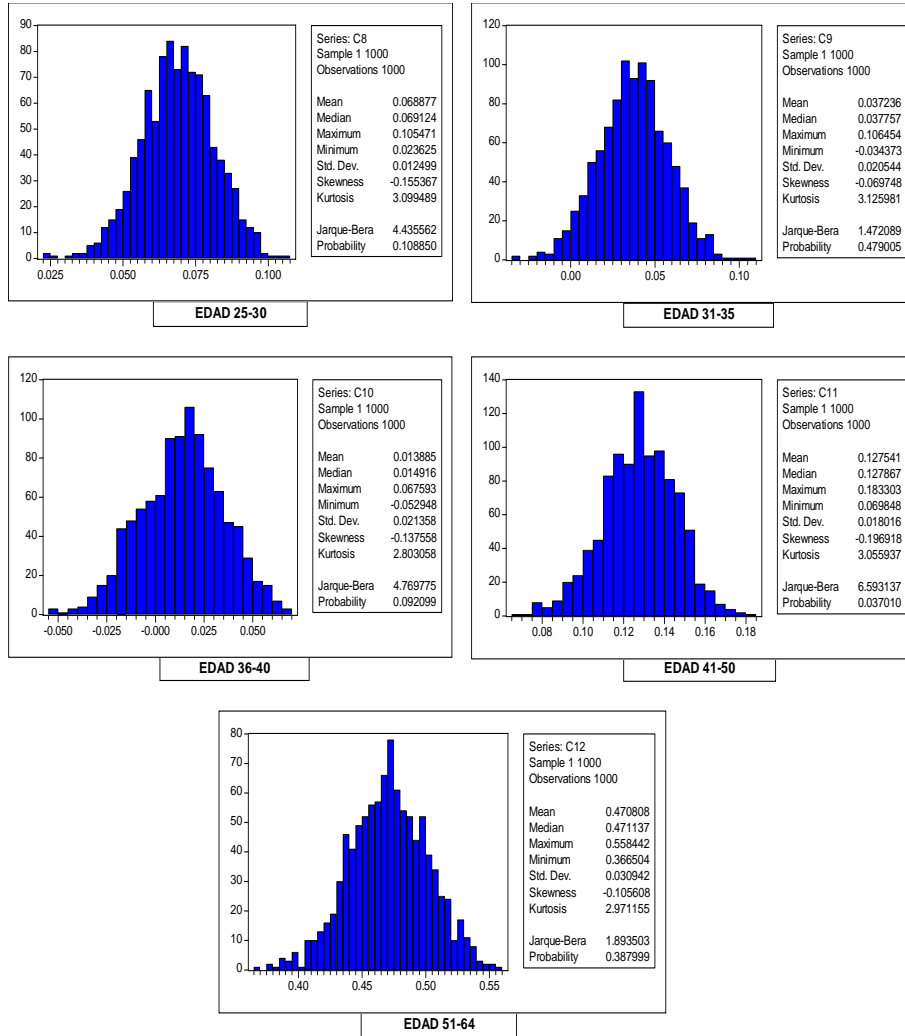 90
80
70
60
50
40
30
20
10
0
0.025 0.050 0.075 0.100
Series: C8
Sample 1 1000
Observations 1000
Mean 0.068877
Median 0.069124
Maximum 0.105471
Minimum 0.023625
Std. Dev. 0.012499
Skewness -0.155367
Kurtosis 3.099489
Jarque-Bera 4.435562
Probability 0.108850
EDAD 25-30
120
100
80
60
40
20
0
0.00 0.05 0.10
Series: C9
Sample 1 1000
Observations 1000
Mean 0.037236
Median 0.037757
Maximum 0.106454
Minimum -0.034373
Std. Dev. 0.020544
Skewness -0.069748
Kurtosis 3.125981
Jarque-Bera 1.472089
Probability 0.479005
EDAD 31-35
120
100
80
60
40
20
0
-0.050 -0.025 -0.000 0.025 0.050
Series: C10
Sample 1 1000
Observations 1000
Mean 0.013885
Median 0.014916
Maximum 0.067593
Minimum -0.052948
Std. Dev. 0.021358
Skewness -0.137558
Kurtosis 2.803058
Jarque-Bera 4.769775
Probability 0.092099
EDAD 36-40
140
120
100
80
60
40
20
0
0.08 0.10 0.12 0.14 0.16 0.18
Series: C11
Sample 1 1000
Observations 1000
Mean 0.127541
Median 0.127867
Maximum 0.183303
Minimum 0.069848
Std. Dev. 0.018016
Skewness -0.196918
Kurtosis 3.055937
Jarque-Bera 6.593137
Probability 0.037010
EDAD 41-50
80
70
60
50
40
30
20
10
0
0.40 0.45 0.50 0.55
Series: C12
Sample 1 1000
Observations 1000
Mean 0.470808
Median 0.471137
Maximum 0.558442
Minimum 0.366504
Std. Dev. 0.030942
Skewness -0.105608
Kurtosis 2.971155
Jarque-Bera 1.893503
Probability 0.387999
EDAD 51-64